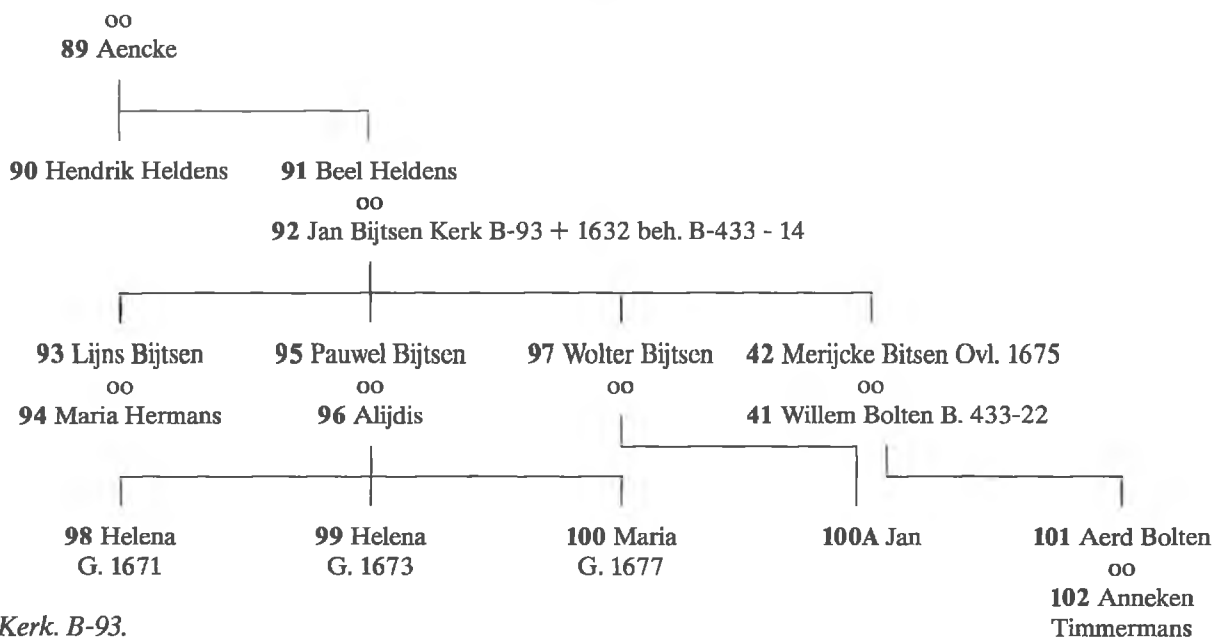 oo
89 Aencke
90 Hendrik Heldens 91 Beel Heldens
oo
92 Jan Bijtsen Kerk B-93 + 1632 beh. B-433 - 14
93 Lijns Bijtsen 95 Pauwel Bijtsen 97 Wolter Bijtsen 42 Merijcke Bitsen Ovl. 1675
oo oo oo oo
94 Maria Hermans 96 Alijdis 41 Willem Bolten B. 433-22
98 Helena 99 Helena 100 Maria 100A Jan 101 Aerd Bolten
G. 1671 G. 1673 G. 1677 oo
102 Anneken
Kerk. B-93. Timmermans